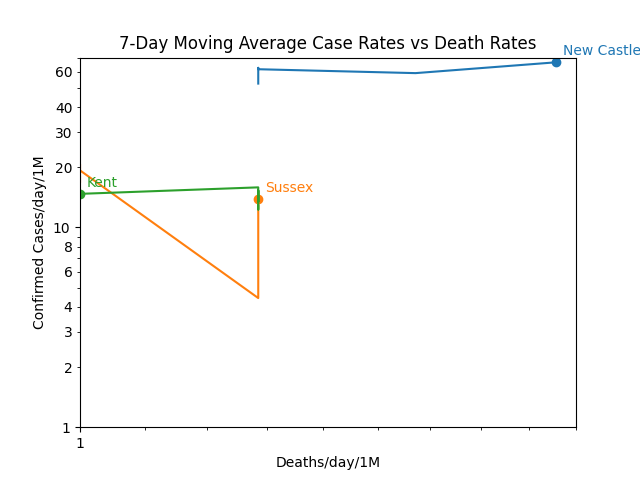 7-Day Moving Average Case Rates vs Death Rates
New Castle
60
40
30
20
10
8
6
4
3
2
1
Kent
Sussex
Confirmed Cases/day/1M
1
Deaths/day/1M